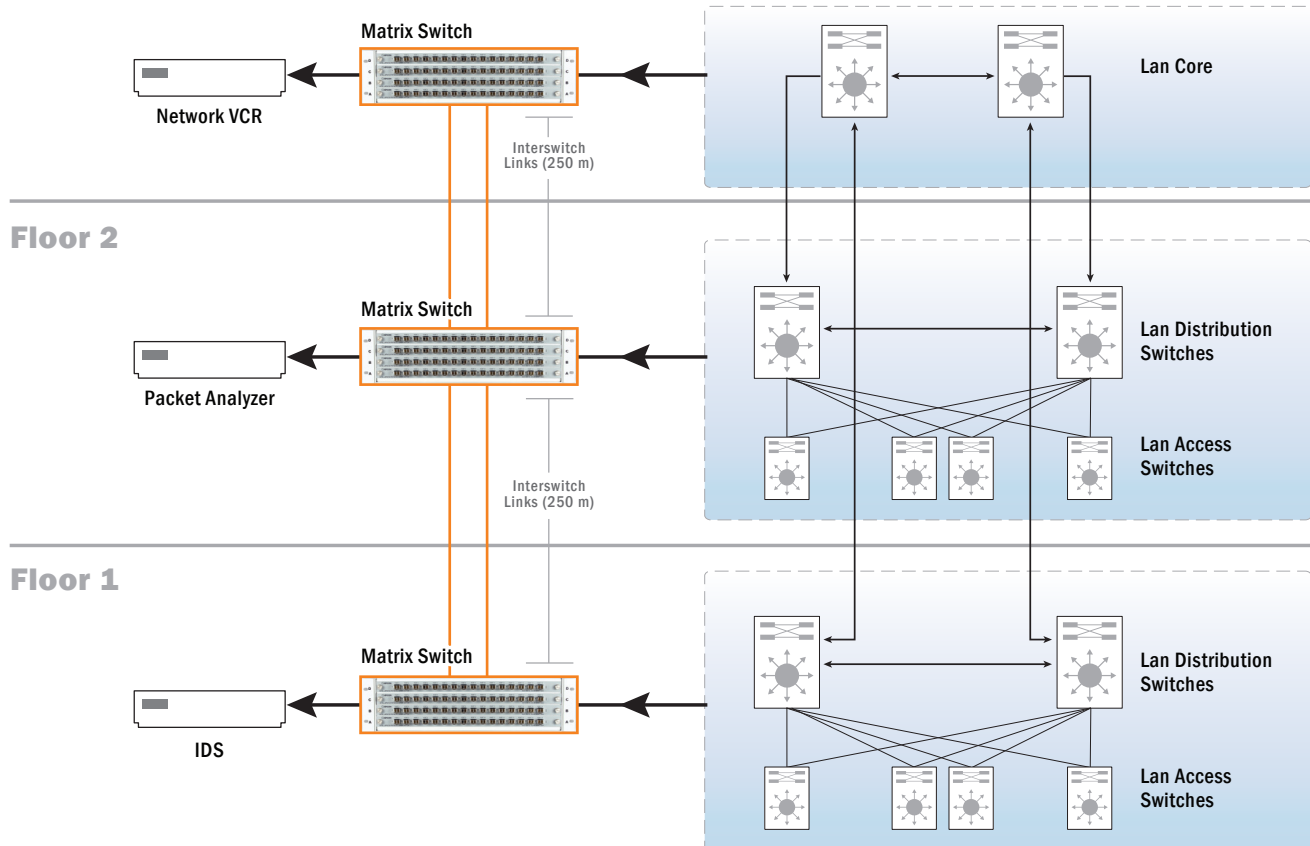 Matrix Switch
Network VCR
Lan Core
Interswitch
Links (250 m)
Floor 2
Matrix Switch
Packet Analyzer
Lan Distribution
Switches
Lan Access
Switches
Interswitch
Links (250 m)
Floor 1
Matrix Switch
IDS
Lan Distribution
Switches
Lan Access
Switches